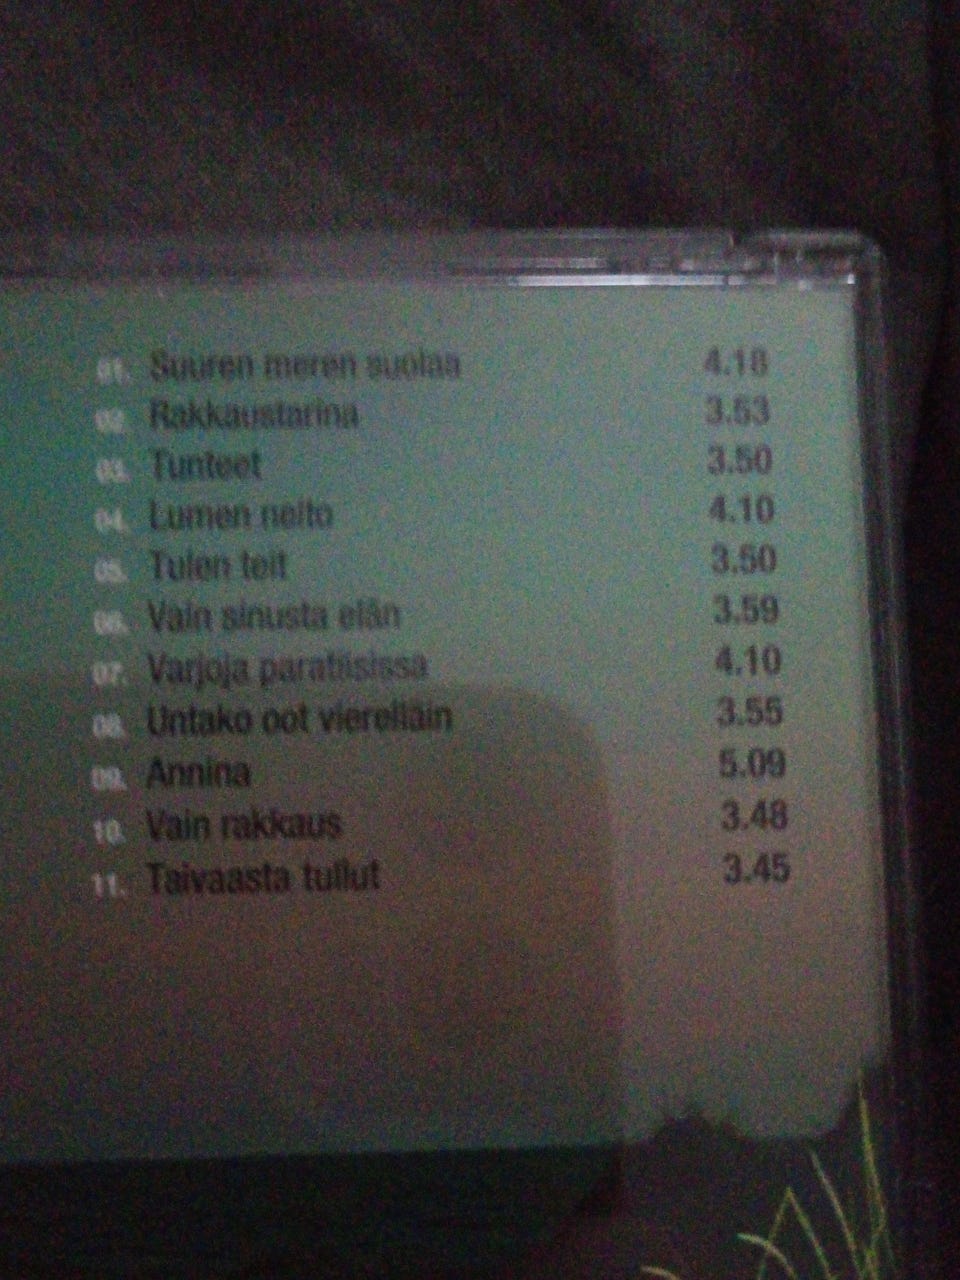 01. Suuren meren suolaa 4.18
02. Rakkaustarina 3.53
03. Tunteet 3.50
04. Lumen neito 4.10
05. Tulen teit 3.50
06. Vain sinusta elän 3.59
07. Varjoja paratiisissa 4.10
08. Untako oot vierelläin 3.55
09. Annina 5.09
10. Vain rakkaus 3.48
11. Taivaasta tullut 3.45